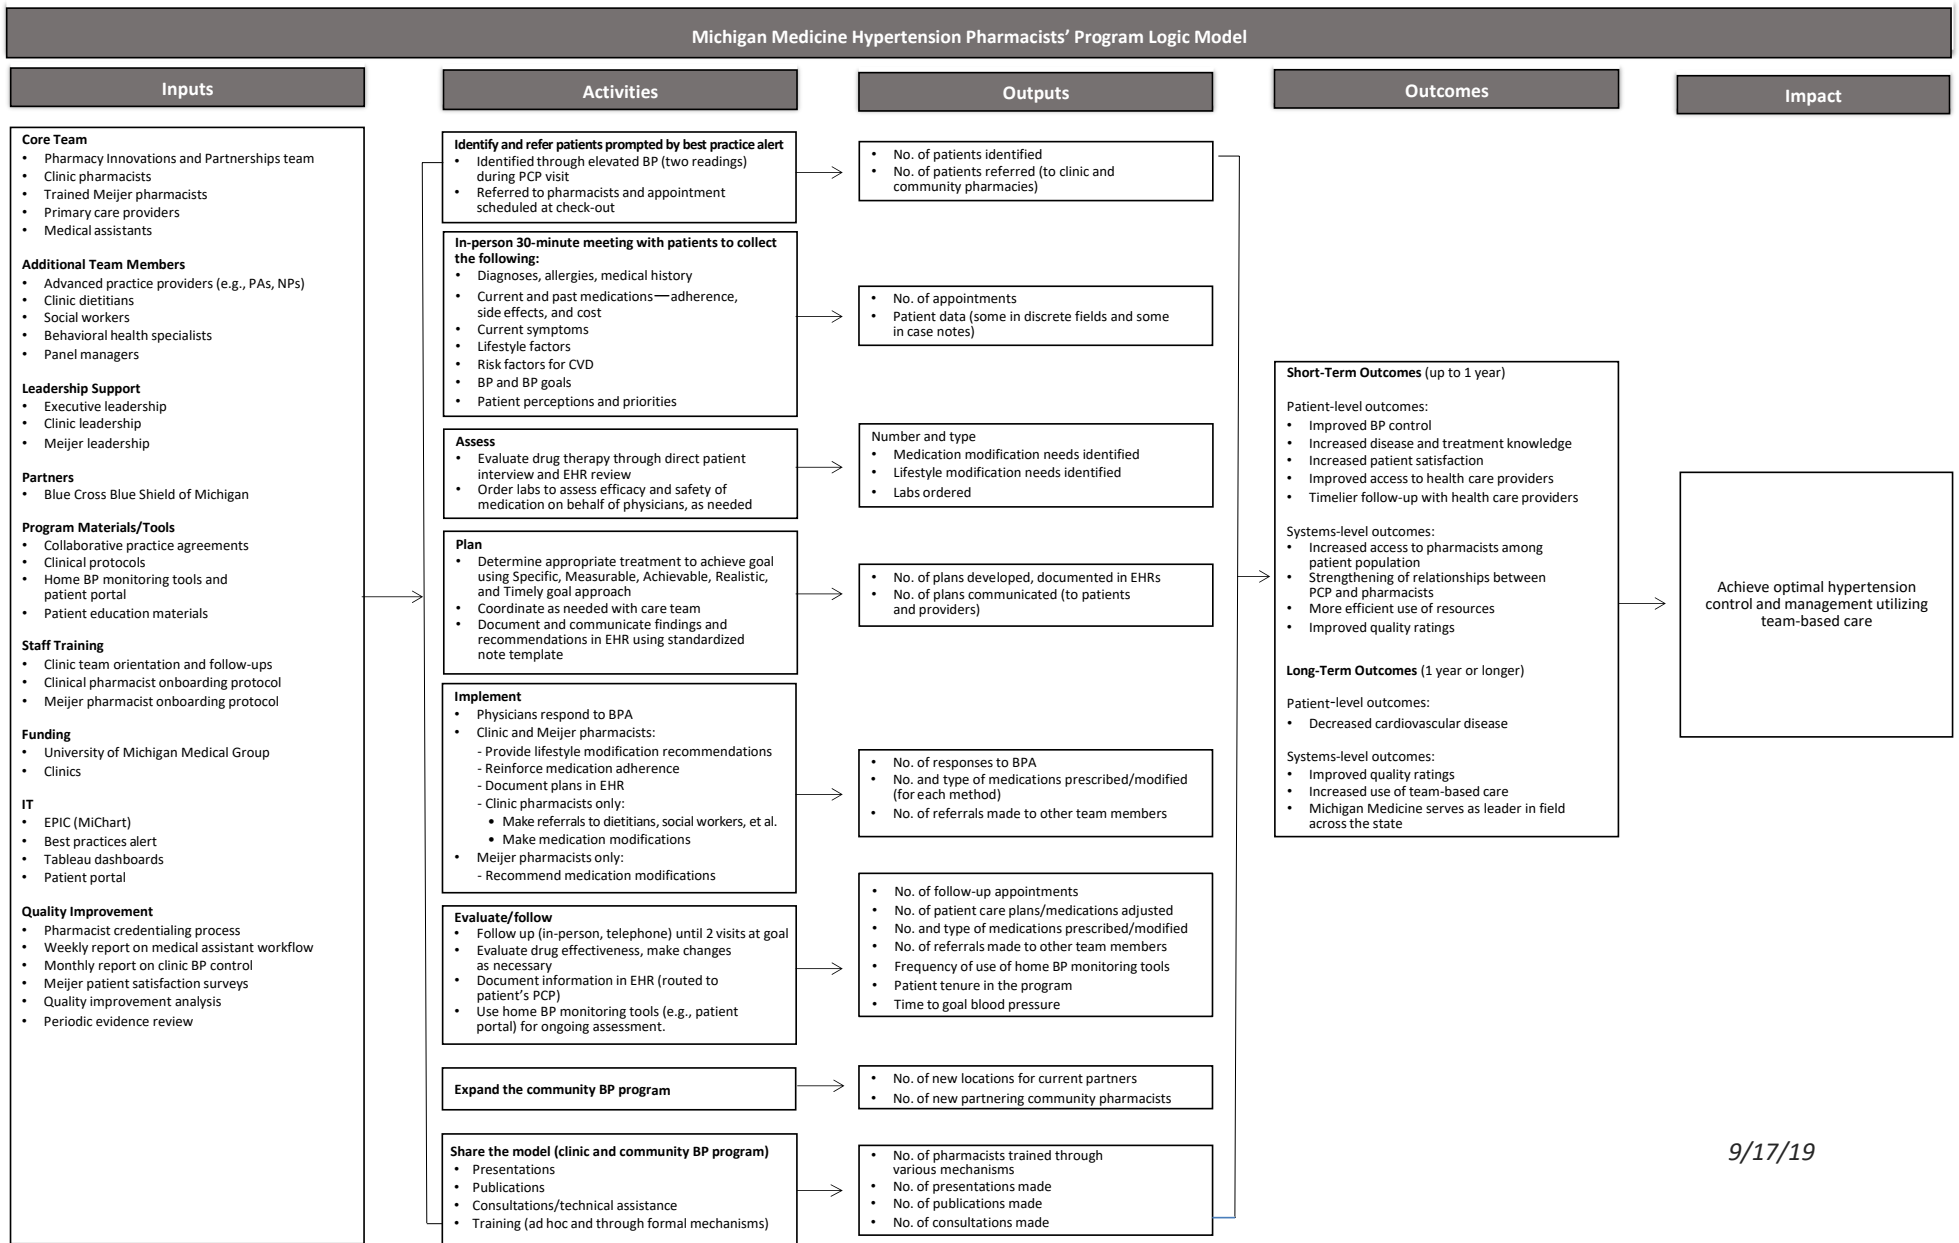 Michigan Medicine Hypertension Pharmacists' Program Logic Model
Inputs
Core Team
• Pharmacy Innovations and Partnerships team
• Clinic pharmacists
• Trained Meijer pharmacists
• Primary care providers
• Medical assistants
Additional Team Members
• Advanced practice providers (e.g., PAs, NPs)
• Clinic dietitians
• Social workers
• Behavioral health specialists
• Panel managers
Leadership Support
• Executive leadership
• Clinic leadership
• Meijer leadership
Partners
• Blue Cross Blue Shield of Michigan
Program Materials/Tools
• Collaborative practice agreements
• Clinical protocols
• Home BP monitoring tools and
patient portal
• Patient education materials
Staff Training
• Clinic team orientation and follow-ups
• Clinical pharmacist onboarding protocol
• Meijer pharmacist onboarding protocol
Funding
• University of Michigan Medical Group
• Clinics
IT
• EPIC (MiChart)
• Best practices alert
• Tableau dashboards
• Patient portal
Quality Improvement
• Pharmacist credentialing process
• Weekly report on medical assistant workflow
• Monthly report on clinic BP control
• Meijer patient satisfaction surveys
• Quality improvement analysis
• Periodic evidence review
Activities
Identify and refer patients prompted by best practice alert
• Identified through elevated BP (two readings)
during PCP visit
• Referred to pharmacists and appointment
scheduled at check-out
In-person 30-minute meeting with patients to collect
the following:
• Diagnoses, allergies, medical history
• Current and past medications—adherence,
side effects, and cost
• Current symptoms
• Lifestyle factors
• Risk factors for CVD
• BP and BP goals
• Patient perceptions and priorities
Assess
• Evaluate drug therapy through direct patient
interview and EHR review
• Order labs to assess efficacy and safety of
medication on behalf of physicians, as needed
Plan
• Determine appropriate treatment to achieve goal
using Specific, Measurable, Achievable, Realistic,
and Timely goal approach
• Coordinate as needed with care team
• Document and communicate findings and
recommendations in EHR using standardized
note template
Implement
• Physicians respond to BPA
• Clinic and Meijer pharmacists:
- Provide lifestyle modification recommendations
- Reinforce medication adherence
- Document plans in EHR
- Clinic pharmacists only:
• Make referrals to dietitians, social workers, et al.
• Make medication modifications
• Meijer pharmacists only:
- Recommend medication modifications
Evaluate/follow
• Follow up (in-person, telephone) until 2 visits at goal
• Evaluate drug effectiveness, make changes
as necessary
• Document information in EHR (routed to
patient's PCP)
• Use home BP monitoring tools (e.g., patient
portal) for ongoing assessment.
Expand the community BP program
Share the model (clinic and community BP program)
• Presentations
• Publications
• Consultations/technical assistance
• Training (ad hoc and through formal mechanisms)
Outputs
• No. of patients identified
• No. of patients referred (to clinic and
community pharmacies)
• No. of appointments
• Patient data (some in discrete fields and some
in case notes)
Number and type
• Medication modification needs identified
• Lifestyle modification needs identified
• Labs ordered
• No. of plans developed, documented in EHRs
• No. of plans communicated (to patients
and providers)
• No. of responses to BPA
• No. and type of medications prescribed/modified
(for each method)
• No. of referrals made to other team members
• No. of follow-up appointments
• No. of patient care plans/medications adjusted
• No. and type of medications prescribed/modified
• No. of referrals made to other team members
• Frequency of use of home BP monitoring tools
• Patient tenure in the program
• Time to goal blood pressure
• No. of new locations for current partners
• No. of new partnering community pharmacists
• No. of pharmacists trained through
various mechanisms
• No. of presentations made
• No. of publications made
• No. of consultations made
Outcomes
Short-Term Outcomes (up to 1 year)
Patient-level outcomes:
• Improved BP control
• Increased disease and treatment knowledge
• Increased patient satisfaction
• Improved access to health care providers
• Timelier follow-up with health care providers
Systems-level outcomes:
• Increased access to pharmacists among
patient population
• Strengthening of relationships between
PCP and pharmacists
• More efficient use of resources
• Improved quality ratings
Long-Term Outcomes (1 year or longer)
Patient-level outcomes:
• Decreased cardiovascular disease
Systems-level outcomes:
• Improved quality ratings
• Increased use of team-based care
• Michigan Medicine serves as leader in field
across the state
Impact
Achieve optimal hypertension
control and management utilizing
team-based care
9/17/19